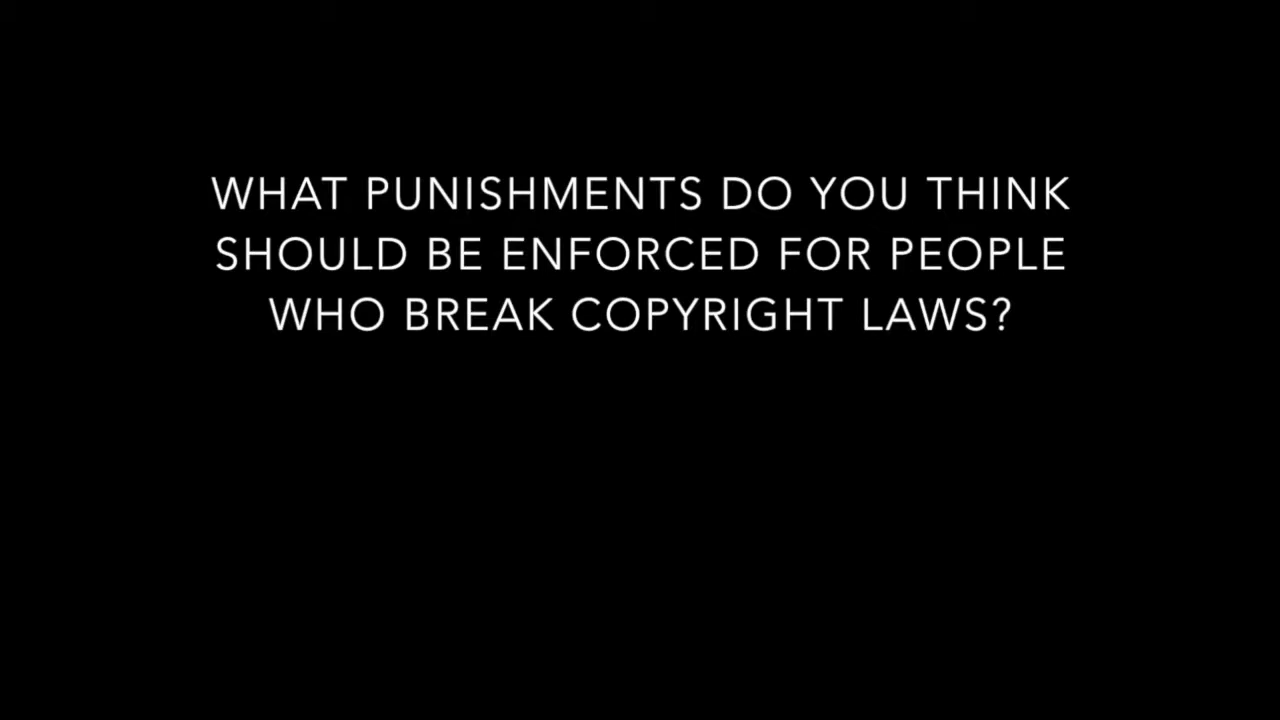 WHAT PUNISHMENTS DO YOU THINK
SHOULD BE ENFORCED FOR PEOPLE
WHO BREAK COPYRIGHT LAWS?